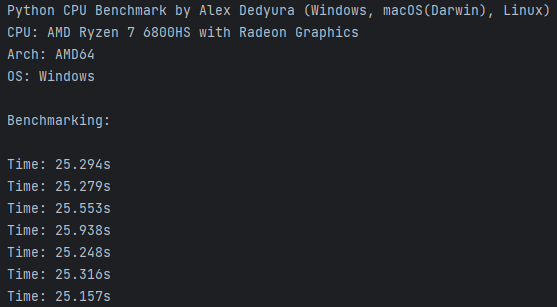 Python CPU Benchmark by Alex Dedyura (Windows, macOS(Darwin), Linux)
CPU: AMD Ryzen 7 6800HS with Radeon Graphics
Arch: AMD64
OS: Windows
Benchmarking:
Time: 25.294s
Time: 25.279s
Time: 25.553s
Time: 25.938s
Time: 25.248s
Time: 25.316s
Time: 25.157s